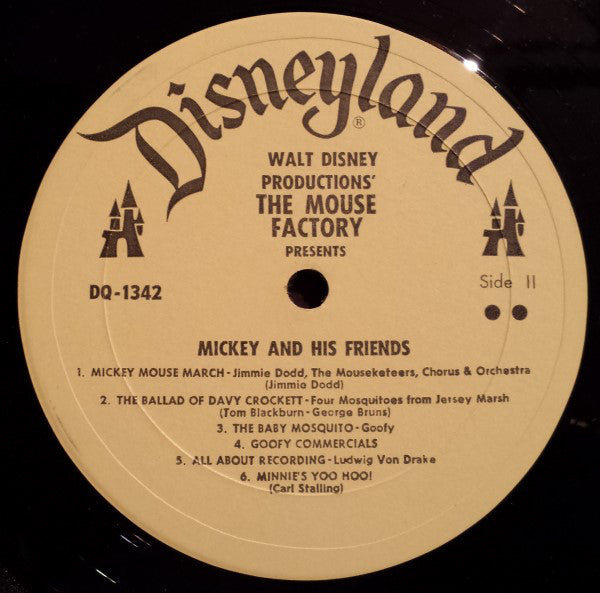 Disneyland
®
WALT DISNEY
PRODUCTIONS'
THE MOUSE
FACTORY
PRESENTS
DQ-1342
Side II
MICKEY AND HIS FRIENDS
1. MICKEY MOUSE MARCH - Jimmie Dodd, The Mouseketeers, Chorus & Orchestra
(Jimmie Dodd)
2. THE BALLAD OF DAVY CROCKETT - Four Mosquitoes from Jersey Marsh
(Tom Blackburn - George Bruns)
3. THE BABY MOSQUITO - Goofy
4. GOOFY COMMERCIALS
5. ALL ABOUT RECORDING - Ludwig Von Drake
6. MINNIE'S YOO HOO!
(Carl Stalling)